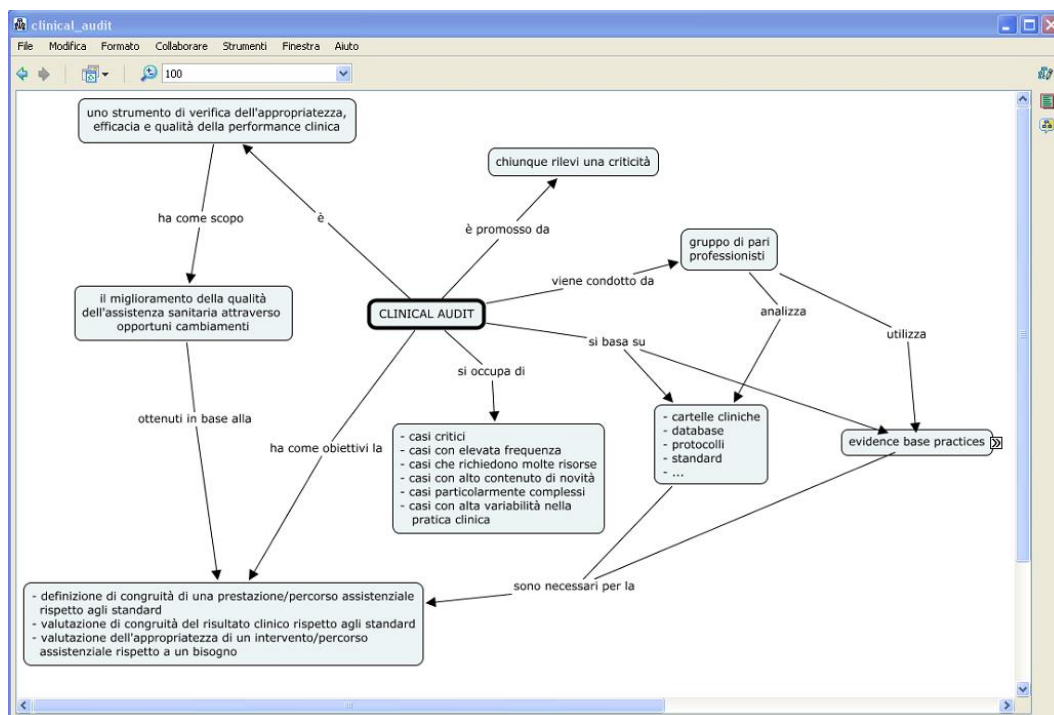 clinical_audit
File Modifica Formato Collaborare Strumenti Finestra Aiuto
100
uno strumento di verifica dell'appropriatezza,
efficacia e qualità della performance clinica
chiunque rilevi una criticità
ha come scopo
è
è promosso da
gruppo di pari
professionisti
viene condotto da
il miglioramento della qualità
dell'assistenza sanitaria attraverso
opportuni cambiamenti
CLINICAL AUDIT
analizza
utilizza
si basa su
si occupa di
ottenuti in base alla
ha come obiettivi la
- casi critici
- casi con elevata frequenza
- casi che richiedono molte risorse
- casi con alto contenuto di novità
- casi particolarmente complessi
- casi con alta variabilità nella
pratica clinica
- cartelle cliniche
- database
- protocolli
- standard
- ...
evidence base practices
sono necessari per la
- definizione di congruità di una prestazione/percorso assistenziale
rispetto agli standard
- valutazione di congruità del risultato clinico rispetto agli standard
- valutazione dell'appropriatezza di un intervento/percorso
assistenziale rispetto a un bisogno